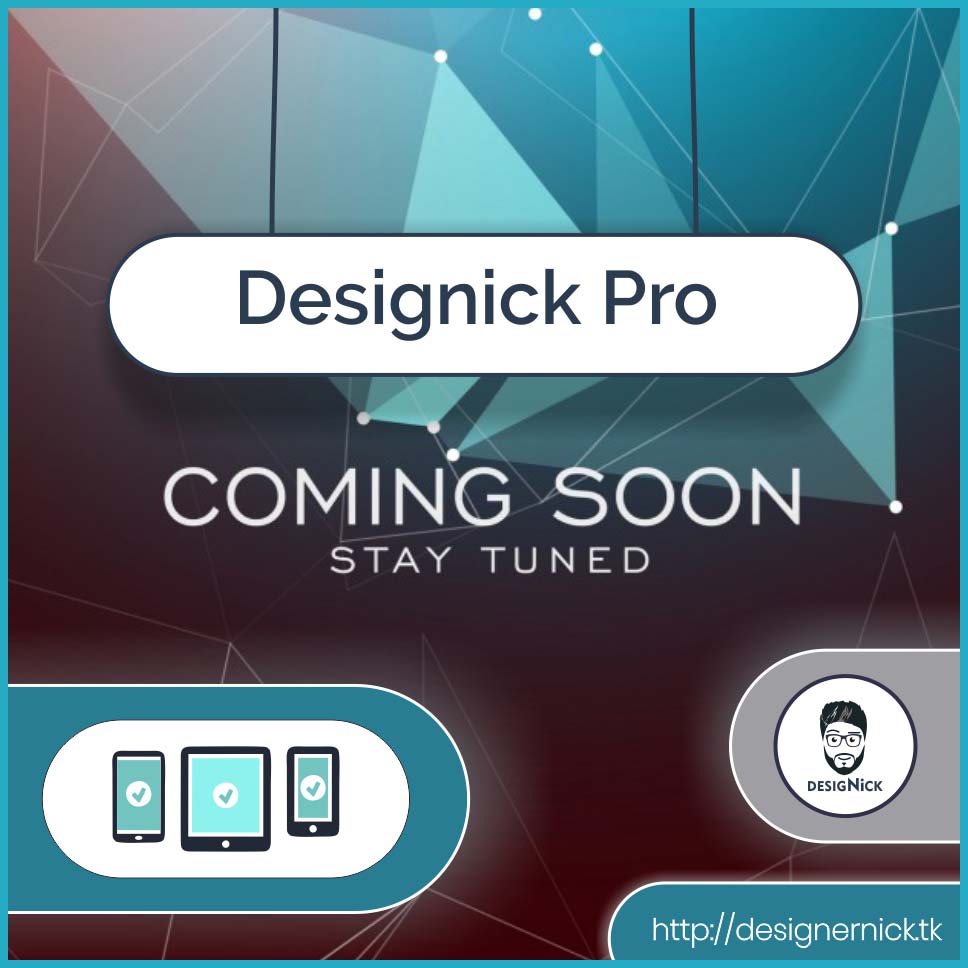 Designick Pro
COMING SOON
STAY TUNED
DESIGNiCK
http://designernick.tk